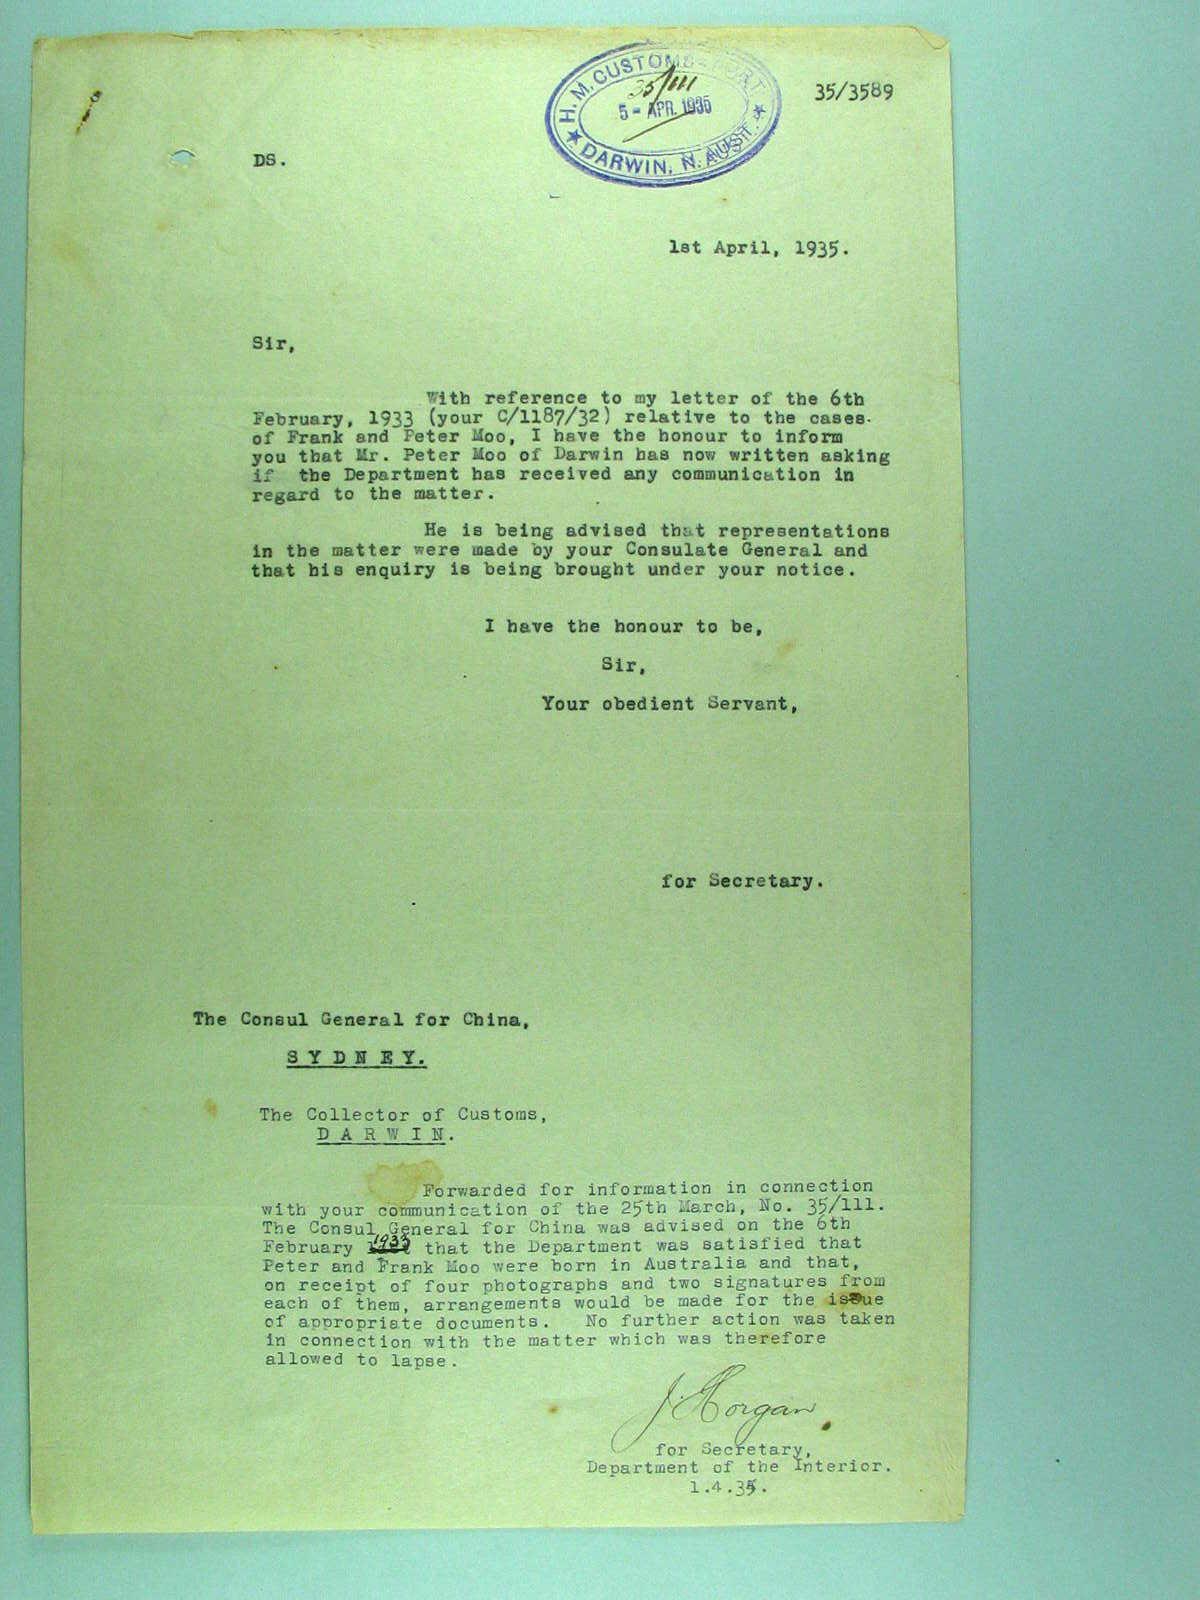 H. M. CUSTOMS - PORT
35/111
5 - APR. 1935
★ DARWIN, N. AUST. ★
35/3589
DS.
1st April, 1935.
Sir,
With reference to my letter of the 6th
February, 1933 (your C/1187/32) relative to the cases
of Frank and Peter Moo, I have the honour to inform
you that Mr. Peter Moo of Darwin has now written asking
if the Department has received any communication in
regard to the matter.
He is being advised that representations
in the matter were made by your Consulate General and
that his enquiry is being brought under your notice.
I have the honour to be,
Sir,
Your obedient Servant,
for Secretary.
The Consul General for China,
S Y D N E Y.
The Collector of Customs,
D A R W I N.
Forwarded for information in connection
with your communication of the 25th March, No. 35/111.
The Consul General for China was advised on the 6th
February 1933 that the Department was satisfied that
Peter and Frank Moo were born in Australia and that,
on receipt of four photographs and two signatures from
each of them, arrangements would be made for the issue
of appropriate documents. No further action was taken
in connection with the matter which was therefore
allowed to lapse.
J. Horgan
for Secretary,
Department of the Interior.
1.4.35.